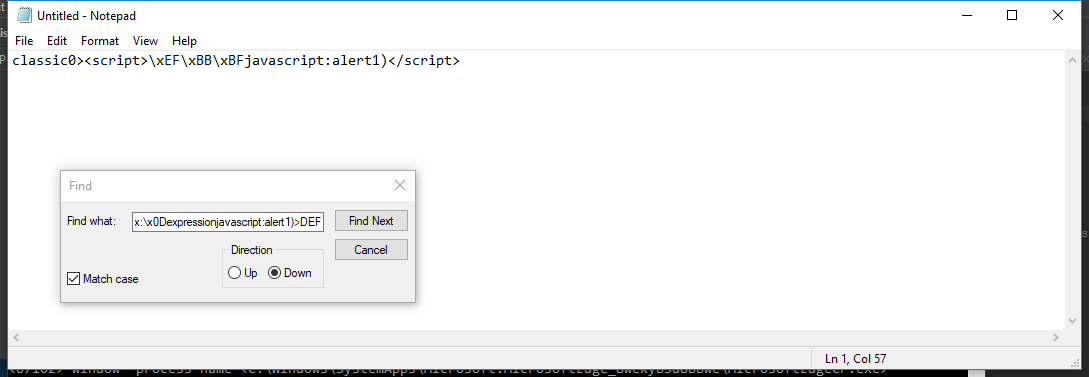 Untitled - Notepad
File Edit Format View Help
classic0><script>\xEF\xBB\xBFjavascript:alert1)</script>
Find
Find what: x:\x0Dexpressionjavascript:alert1)>DEF Find Next
Direction Cancel
Up Down
Match case
Ln 1, Col 57